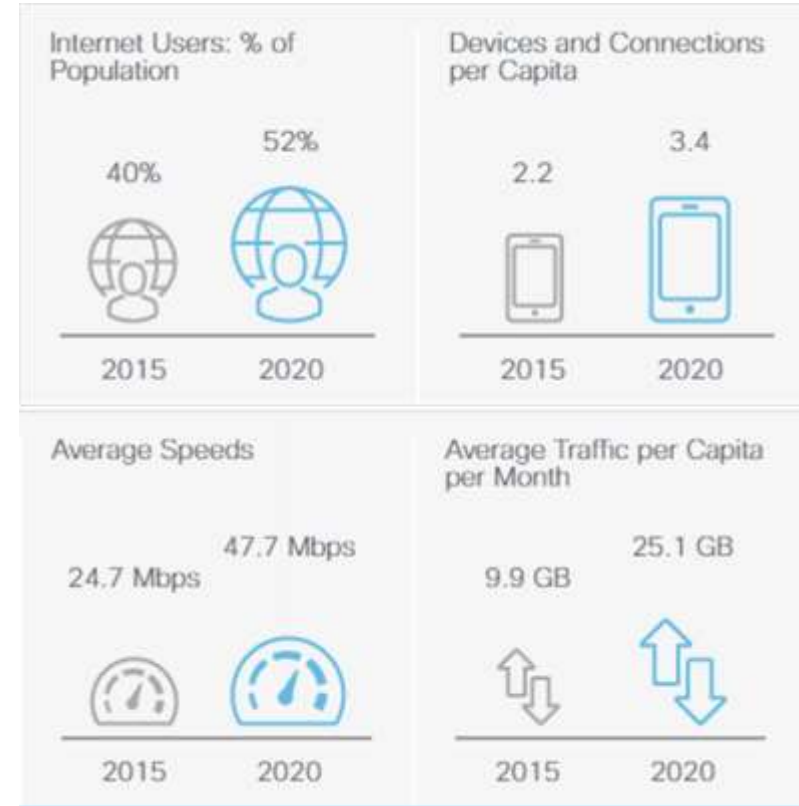 Internet Users: % of
Population
40%
52%
2015
2020
Devices and Connections
per Capita
2.2
3.4
2015
2020
Average Speeds
24.7 Mbps
47.7 Mbps
2015
2020
Average Traffic per Capita
per Month
9.9 GB
25.1 GB
2015
2020